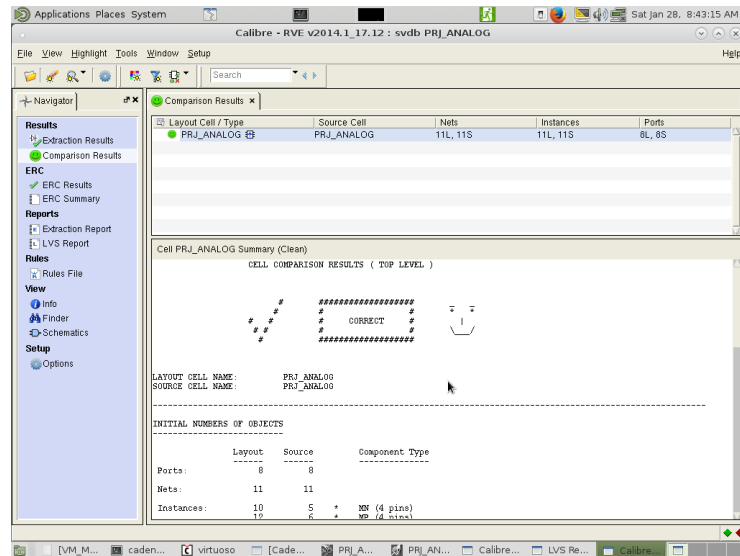 Applications Places System Sat Jan 28, 8:43:15 AM
Calibre - RVE v2014.1_17.12 : svdb PRJ_ANALOG
File View Highlight Tools Window Setup Help
Search
Navigator
Comparison Results
Results
Extraction Results
Comparison Results
ERC
ERC Results
ERC Summary
Reports
Extraction Report
LVS Report
Rules
Rules File
View
Info
Finder
Schematics
Setup
Options
Layout Cell / Type Source Cell Nets Instances Ports
PRJ_ANALOG PRJ_ANALOG 11L, 11S 11L, 11S 8L, 8S
Cell PRJ_ANALOG Summary (Clean)
CELL COMPARISON RESULTS ( TOP LEVEL )
# ###################
# # #
# # # CORRECT #
# # # #
# ###################
LAYOUT CELL NAME: PRJ_ANALOG
SOURCE CELL NAME: PRJ_ANALOG
INITIAL NUMBERS OF OBJECTS
Layout Source Component Type
Ports: 8 8
Nets: 11 11
Instances: 10 5 * MN (4 pins)
12 6 * MP (4 pins)
[VM_M... caden... virtuoso [Cade... PRJ_A... PRJ_AN... Calibre... LVS Re... Calibre...